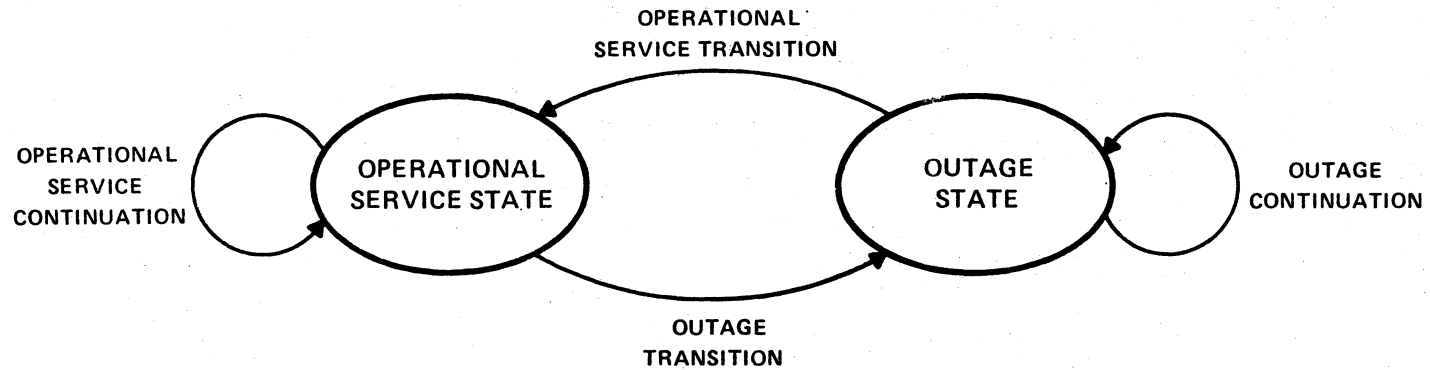 OPERATIONAL
SERVICE TRANSITION
OPERATIONAL
SERVICE
CONTINUATION
OPERATIONAL
SERVICE STATE
OUTAGE
STATE
OUTAGE
CONTINUATION
OUTAGE
TRANSITION